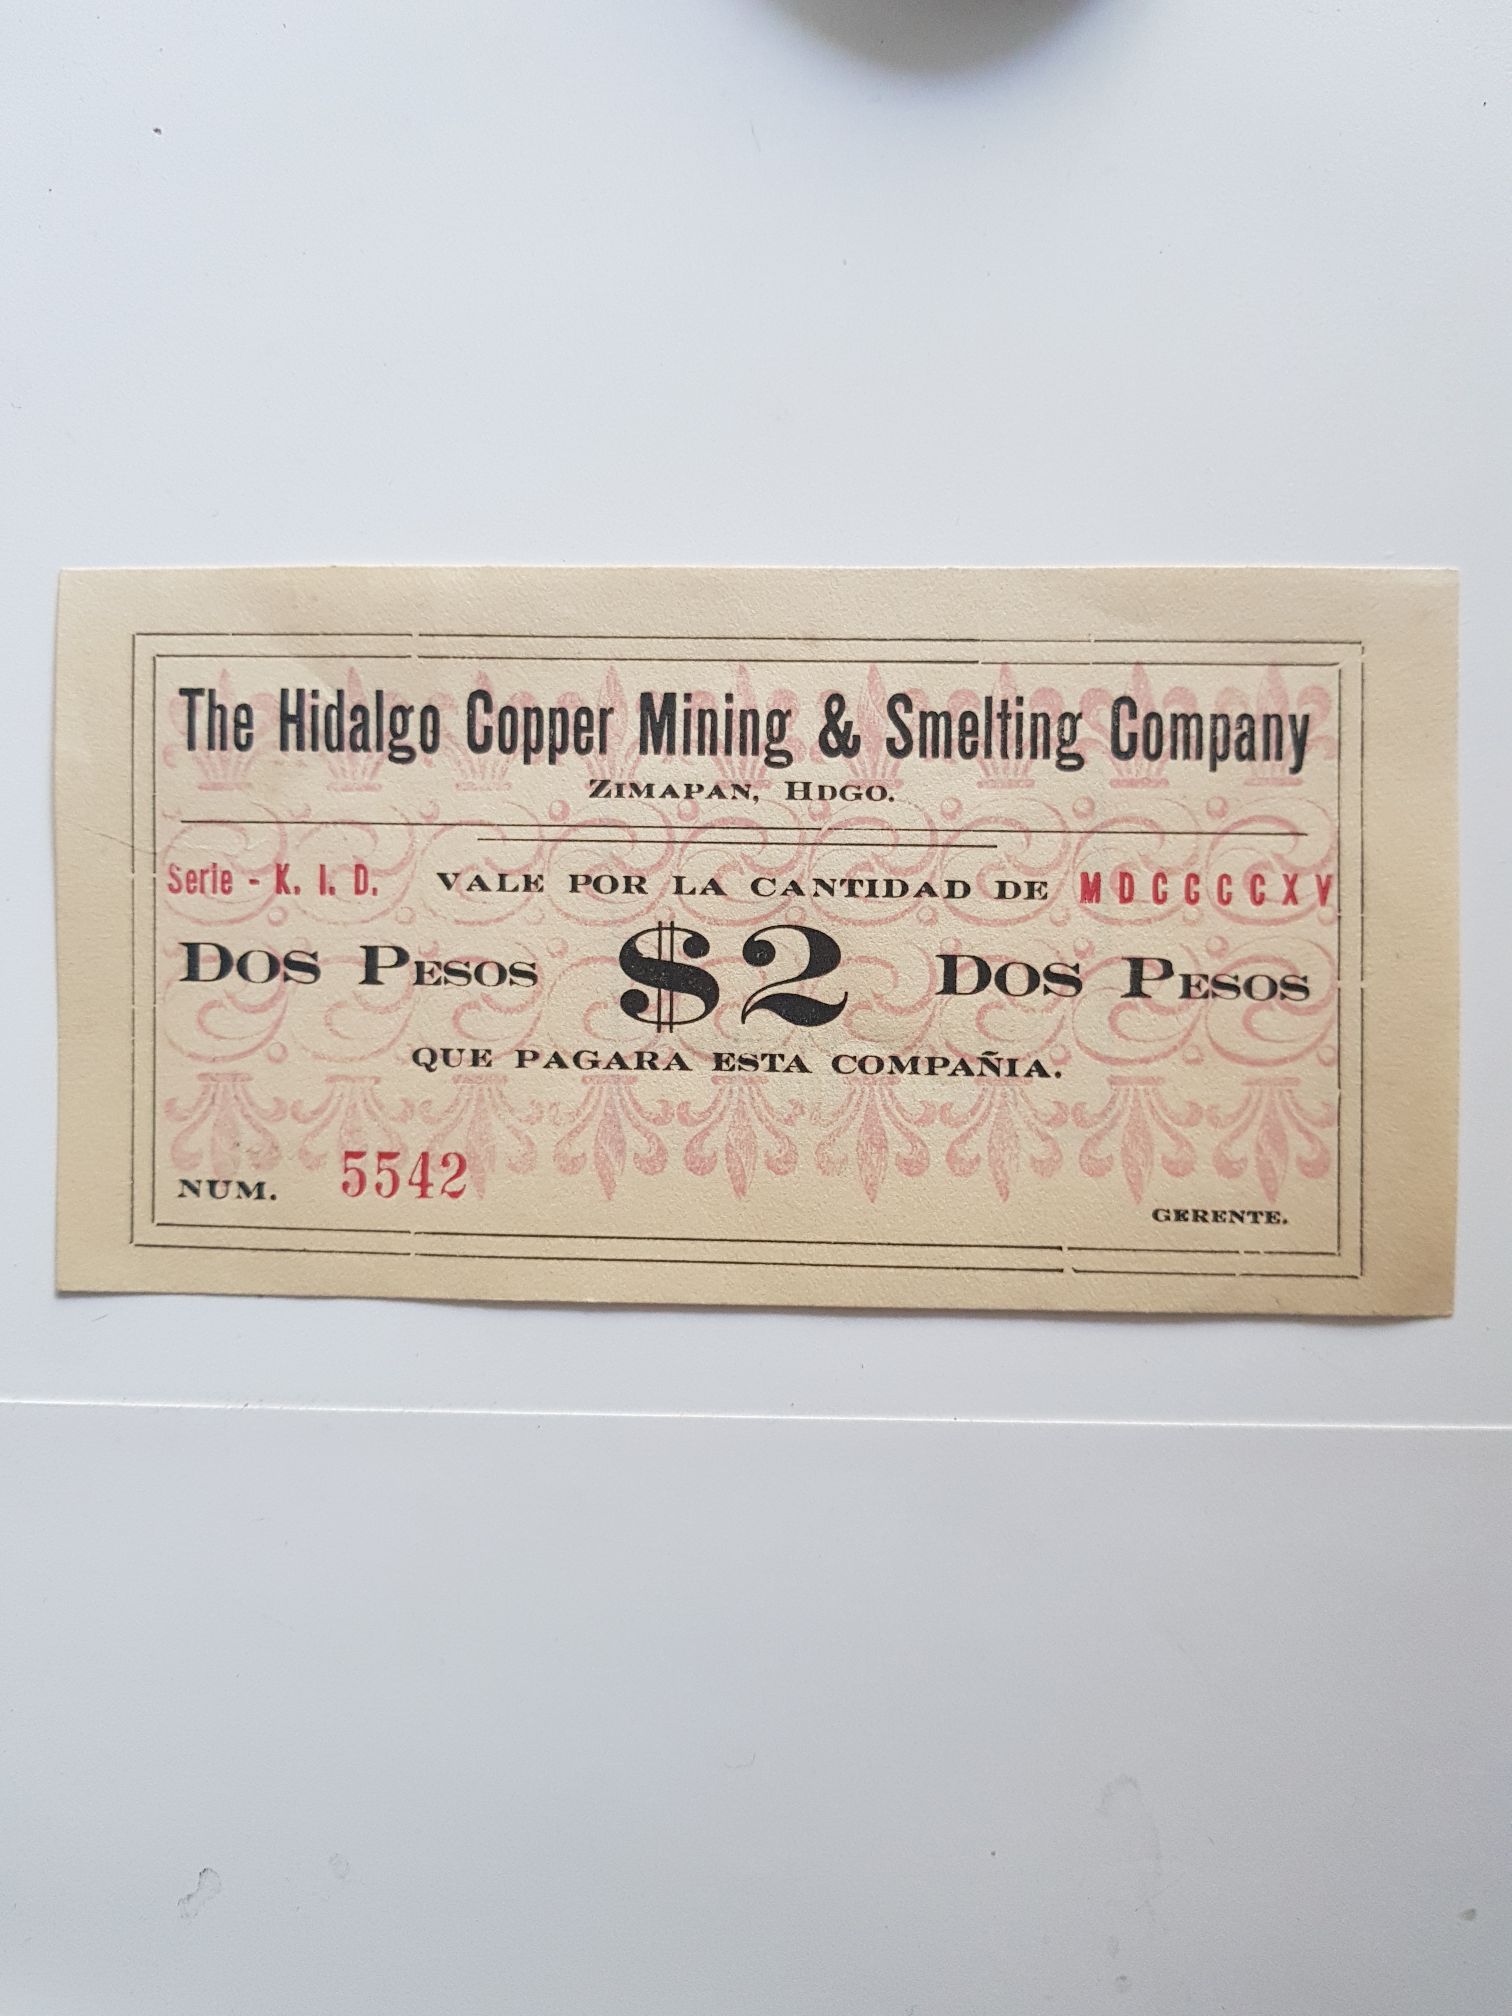 The Hidalgo Copper Mining & Smelting Company
Zimapan, Hdgo.
Serie - K. I. D. VALE POR LA CANTIDAD DE MDCCCCXV
Dos Pesos $2 Dos Pesos
QUE PAGARA ESTA COMPAÑIA.
NUM. 5542
GERENTE.